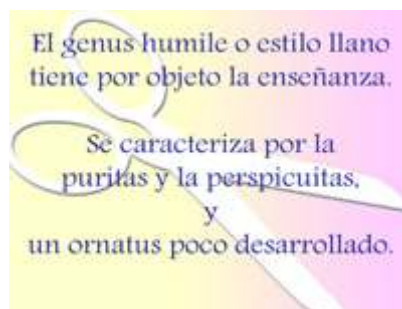 El genus humile o estilo llano
tiene por objeto la enseñanza.
Se caracteriza por la
puritas y la perspicuitas,
y
un ornatus poco desarrollado.